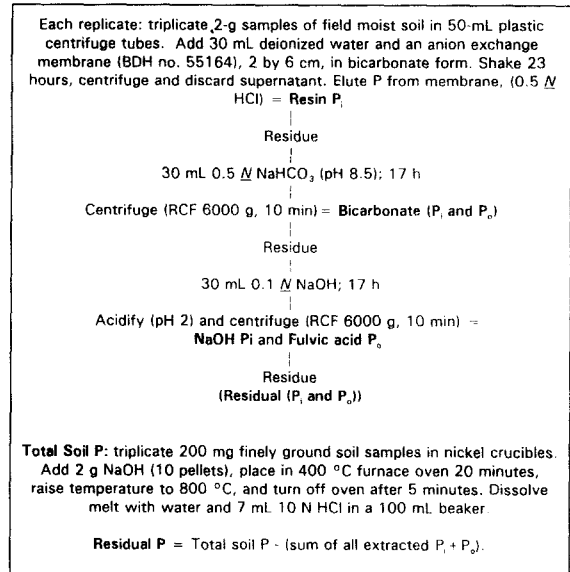 Each replicate: triplicate 2-g samples of field moist soil in 50-mL plastic
centrifuge tubes. Add 30 mL deionized water and an anion exchange
membrane (BDH no. 55164), 2 by 6 cm, in bicarbonate form. Shake 23
hours, centrifuge and discard supernatant. Elute P from membrane, (0.5 N
HCl) = Resin Pi
Residue
30 mL 0.5 N NaHCO₃ (pH 8.5); 17 h
Centrifuge (RCF 6000 g, 10 min) = Bicarbonate (Pi and Po)
Residue
30 mL 0.1 N NaOH; 17 h
Acidify (pH 2) and centrifuge (RCF 6000 g, 10 min) =
NaOH Pi and Fulvic acid Po
Residue
(Residual (Pi and Po))
Total Soil P: triplicate 200 mg finely ground soil samples in nickel crucibles.
Add 2 g NaOH (10 pellets), place in 400 °C furnace oven 20 minutes,
raise temperature to 800 °C, and turn off oven after 5 minutes. Dissolve
melt with water and 7 mL 10 N HCl in a 100 mL beaker
Residual P = Total soil P - (sum of all extracted Pi + Po).